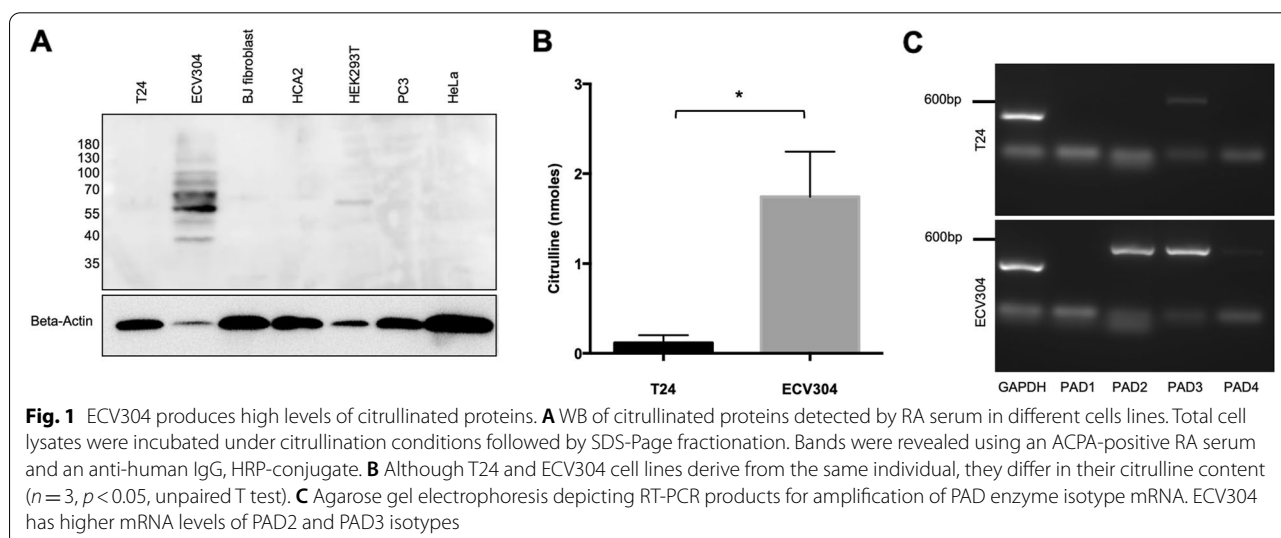 A
T24
ECV304
BJ fibroblast
HCA2
HEK293T
PC3
HeLa
180
130
100
70
55
40
35
Beta-Actin
B
*
3
2
1
0
Citrulline (nmoles)
T24
ECV304
C
600bp
T24
600bp
ECV304
GAPDH PAD1 PAD2 PAD3 PAD4
Fig. 1 ECV304 produces high levels of citrullinated proteins. A WB of citrullinated proteins detected by RA serum in different cells lines. Total cell
lysates were incubated under citrullination conditions followed by SDS-Page fractionation. Bands were revealed using an ACPA-positive RA serum
and an anti-human IgG, HRP-conjugate. B Although T24 and ECV304 cell lines derive from the same individual, they differ in their citrulline content
(n = 3, p < 0.05, unpaired T test). C Agarose gel electrophoresis depicting RT-PCR products for amplification of PAD enzyme isotype mRNA. ECV304
has higher mRNA levels of PAD2 and PAD3 isotypes